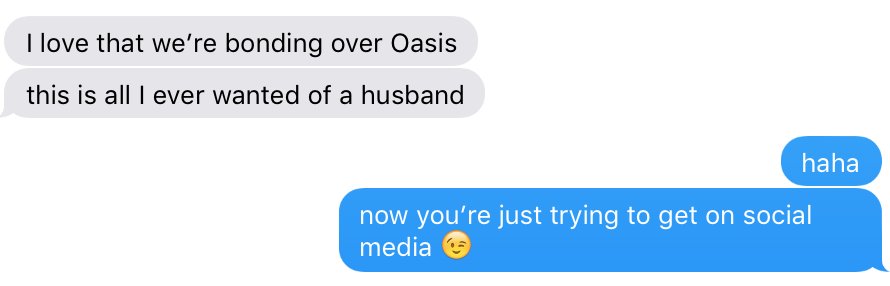 I love that we’re bonding over Oasis
this is all I ever wanted of a husband
haha
now you’re just trying to get on social
media 😉